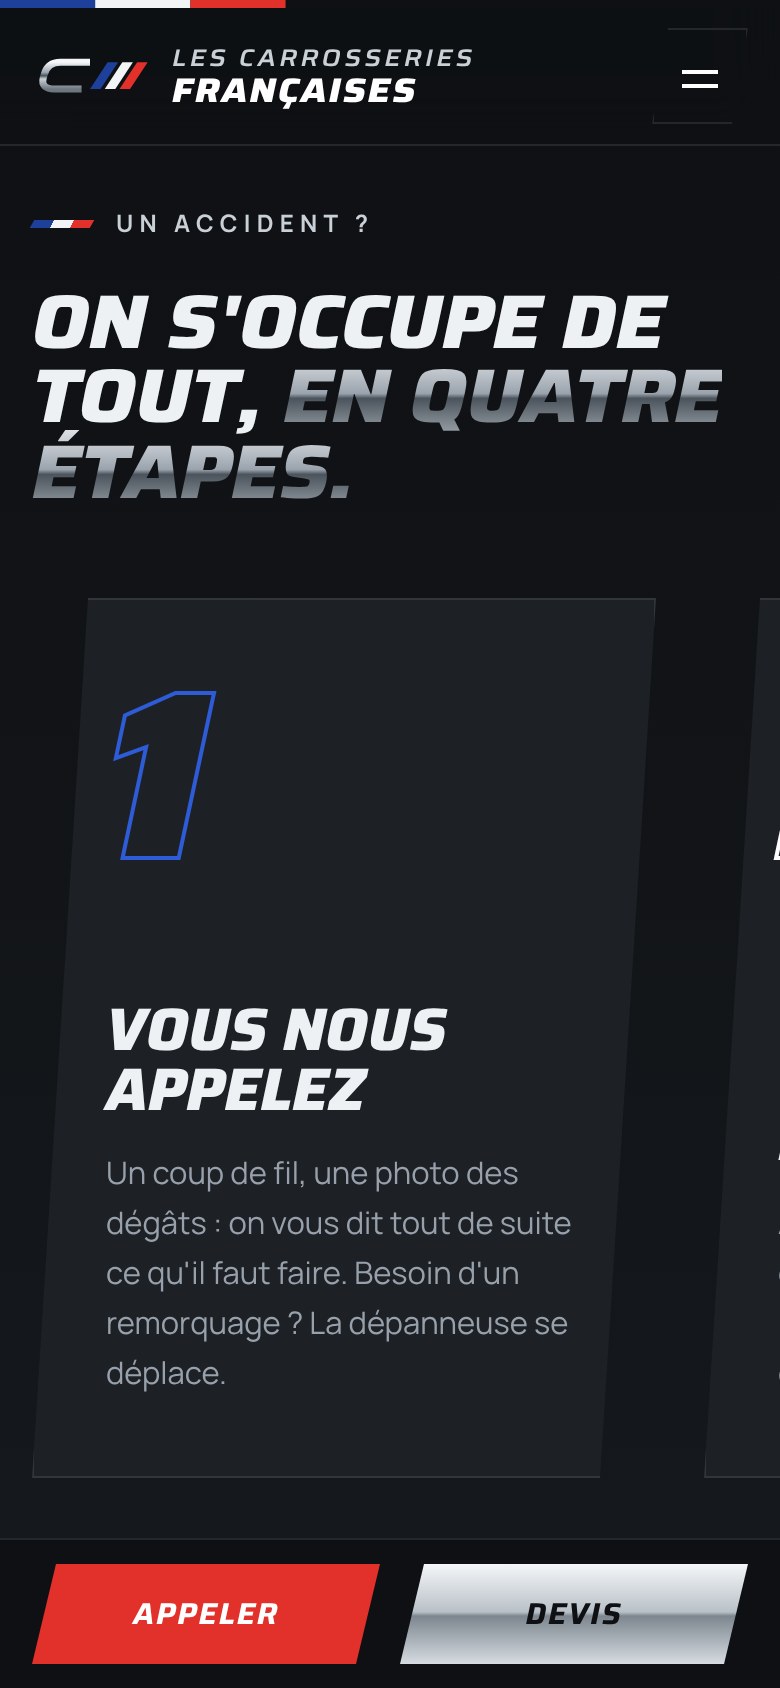 LES CARROSSERIES
FRANÇAISES
UN ACCIDENT ?
ON S'OCCUPE DE
TOUT, EN QUATRE
ÉTAPES.
1
VOUS NOUS
APPELEZ
Un coup de fil, une photo des
dégâts : on vous dit tout de suite
ce qu'il faut faire. Besoin d'un
remorquage ? La dépanneuse se
déplace.
APPELER
DEVIS